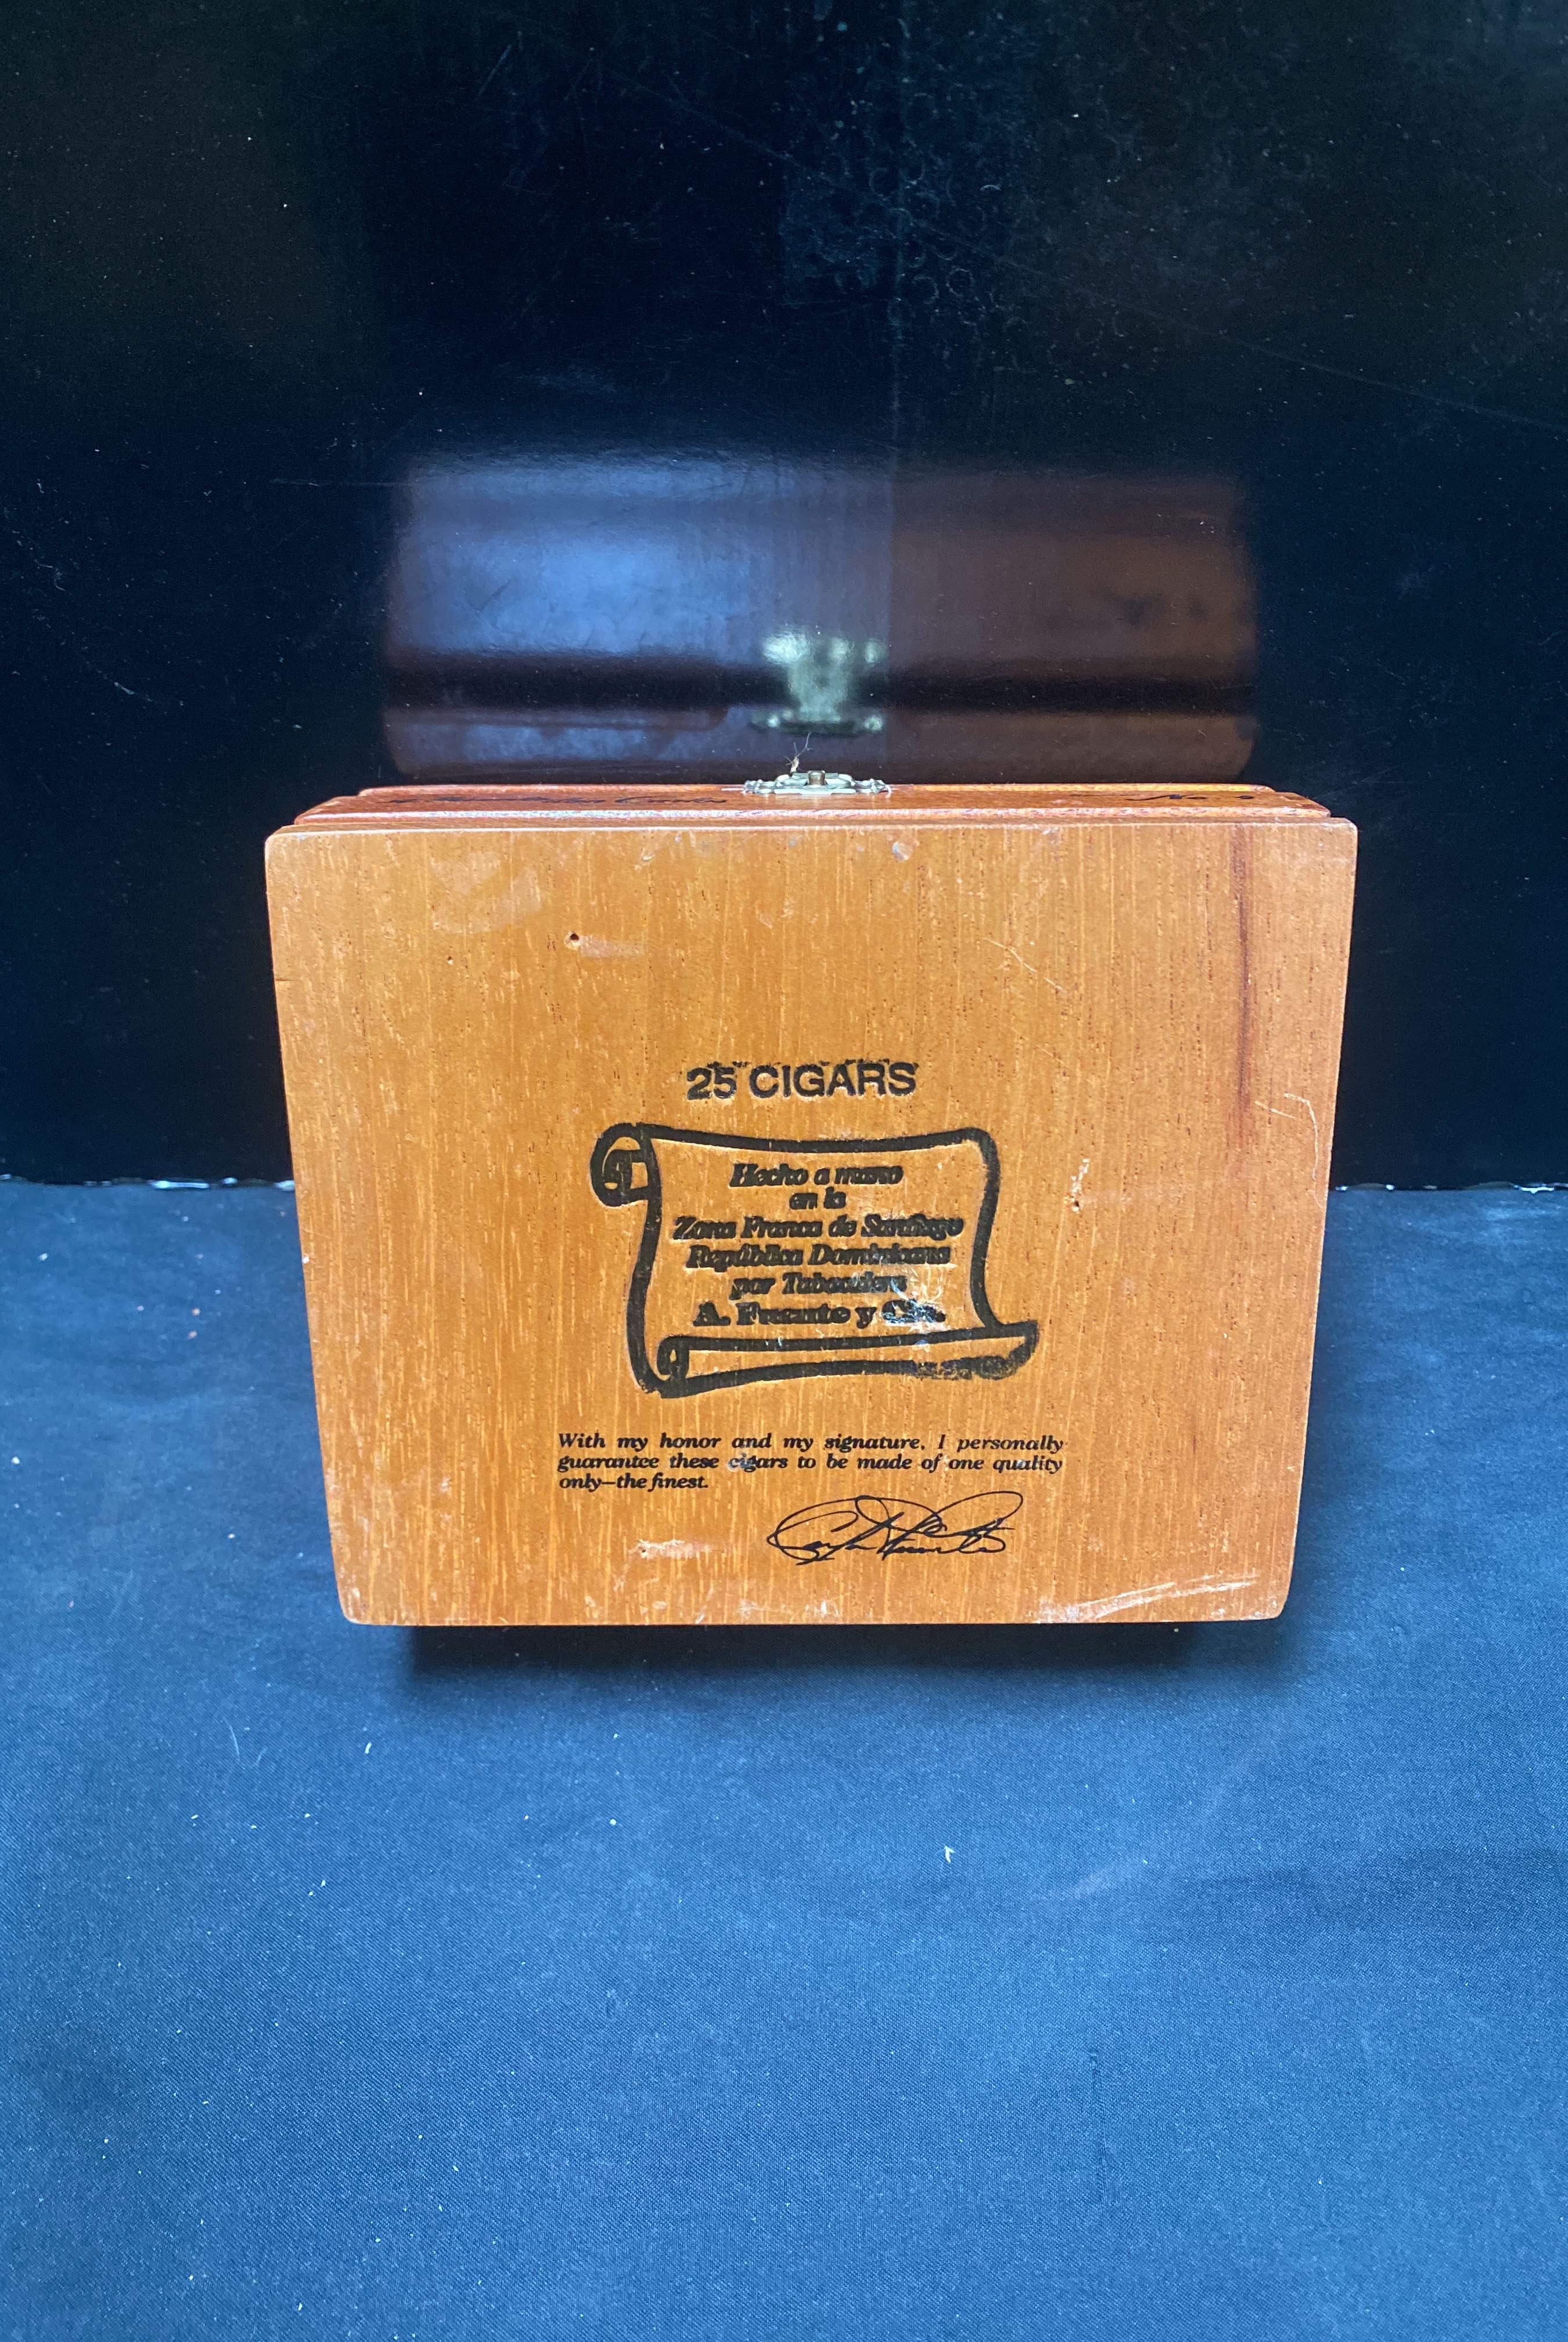 25 CIGARS
Hecho a mano
en la
Zona Franca de Santiago
República Dominicana
por Tabacalera
A. Fuente y Cia.
With my honor and my signature, I personally
guarantee these cigars to be made of one quality
only—the finest.